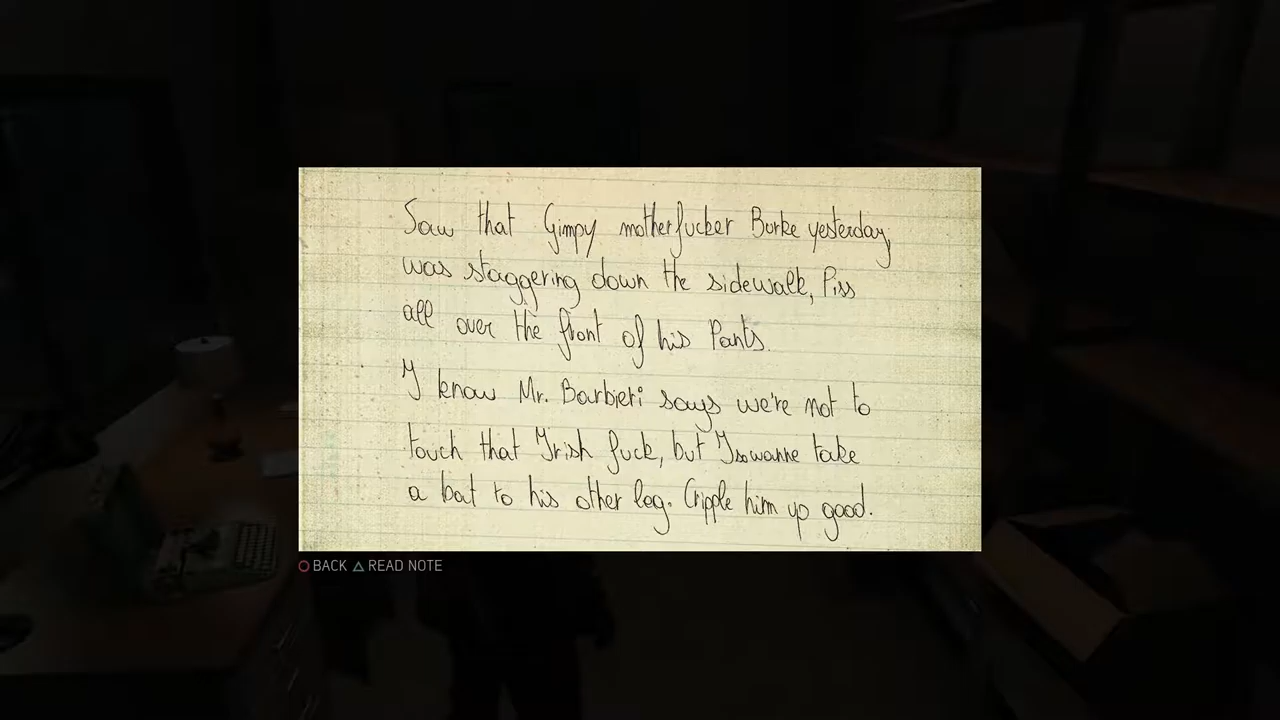 Saw that Gimpy motherfucker Burke yesterday,
was staggering down the sidewalk, Piss
all over the front of his Pants.
I know Mr. Barbieri says we're not to
touch that Irish fuck, but I so wanne take
a bat to his other leg. Cripple him up good.
BACK READ NOTE